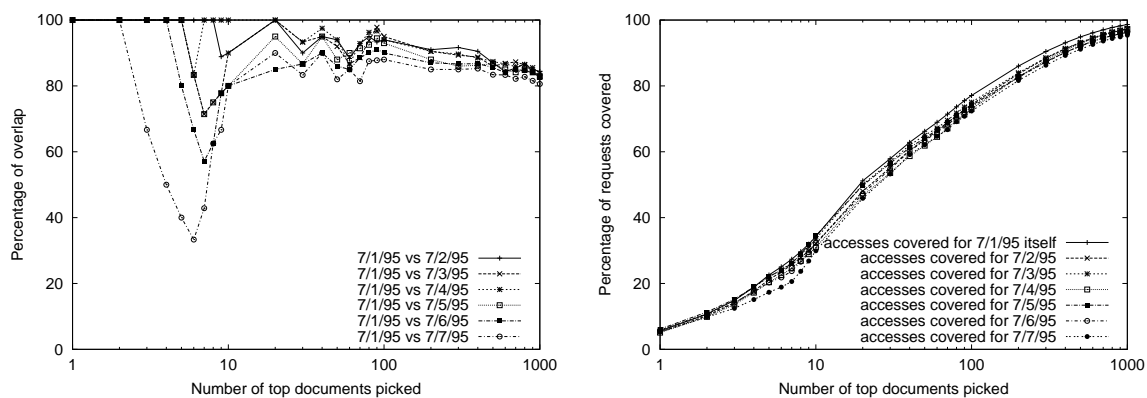 Percentage of overlap
100
80
60
40
20
0
1
10
100
1000
Number of top documents picked
7/1/95 vs 7/2/95
7/1/95 vs 7/3/95
7/1/95 vs 7/4/95
7/1/95 vs 7/5/95
7/1/95 vs 7/6/95
7/1/95 vs 7/7/95
Percentage of requests covered
100
80
60
40
20
0
1
10
100
1000
Number of top documents picked
accesses covered for 7/1/95 itself
accesses covered for 7/2/95
accesses covered for 7/3/95
accesses covered for 7/4/95
accesses covered for 7/5/95
accesses covered for 7/6/95
accesses covered for 7/7/95